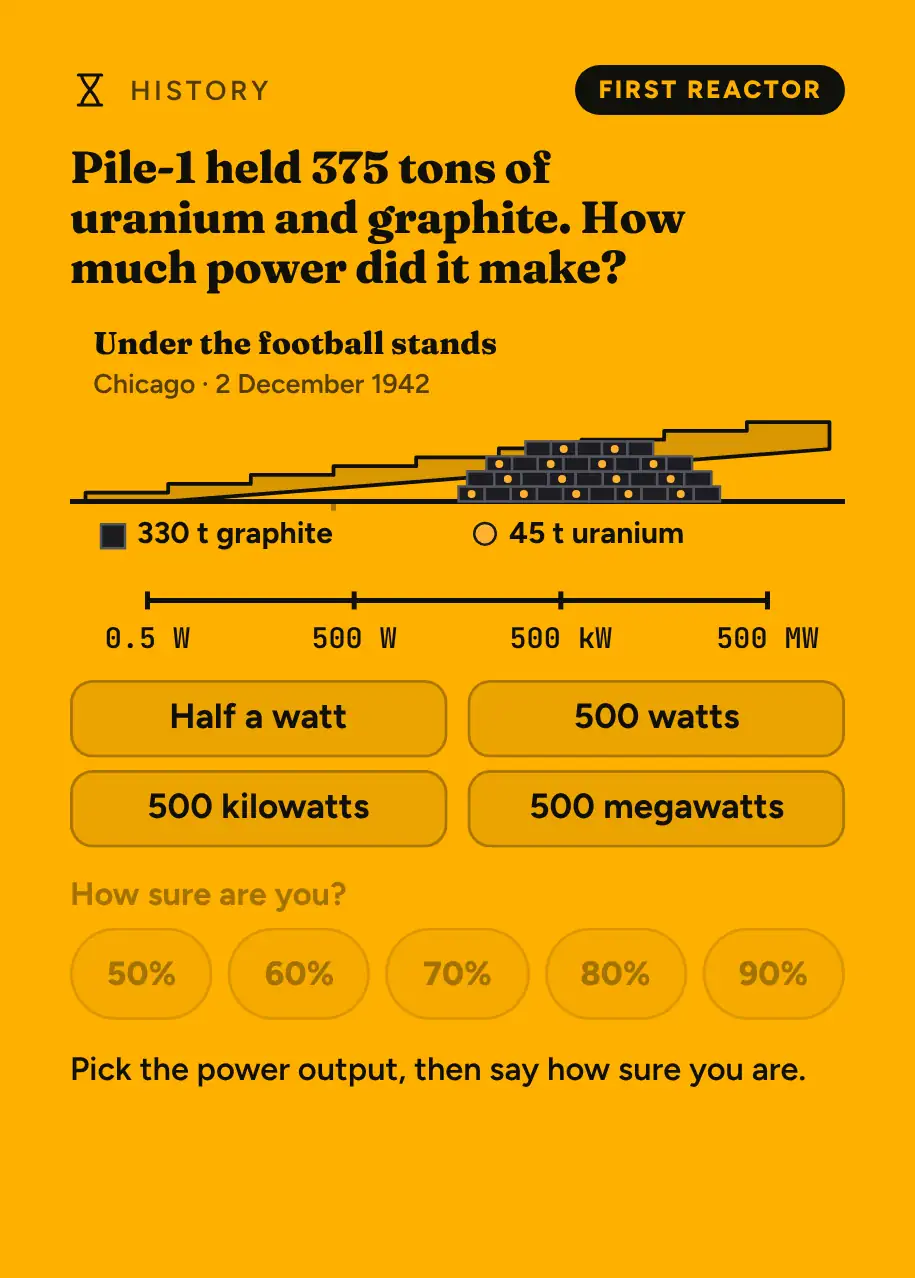 HISTORY
FIRST REACTOR
Pile-1 held 375 tons of
uranium and graphite. How
much power did it make?
Under the football stands
Chicago · 2 December 1942
330 t graphite
45 t uranium
0.5 W
500 W
500 kW
500 MW
Half a watt
500 watts
500 kilowatts
500 megawatts
How sure are you?
50%
60%
70%
80%
90%
Pick the power output, then say how sure you are.